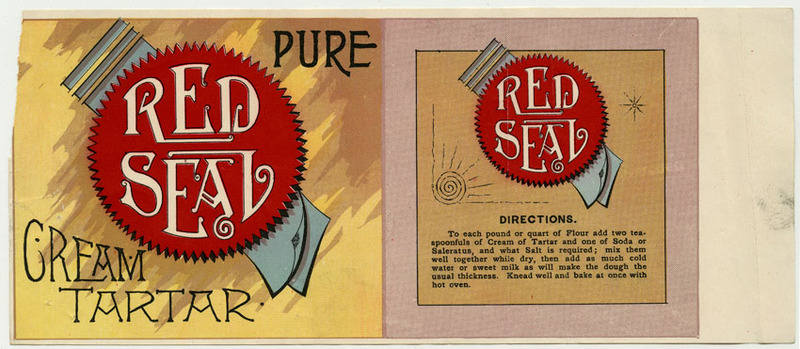 PURE
RED
SEAL
CREAM
TARTAR.
RED
SEAL
DIRECTIONS.
To each pound or quart of Flour add two tea-
spoonfuls of Cream of Tartar and one of Soda or
Saleratus, and what Salt is required; mix them
well together while dry, then add as much cold
water or sweet milk as will make the dough the
usual thickness. Knead well and bake at once with
hot oven.